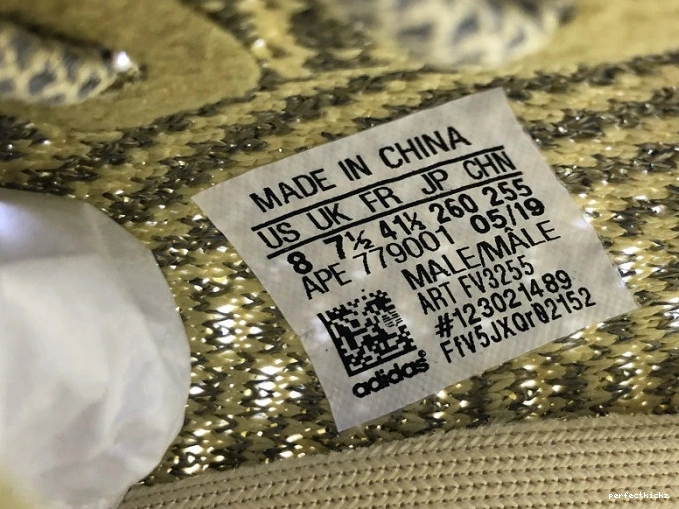 MADE IN CHINA
US UK FR JP CHN
8 7½ 41⅓ 260 255
APE 779001 05/19
MALE/MÂLE
ART FV3255
#123021489
FfV5JXQr02152
adidas®
perfectkickz